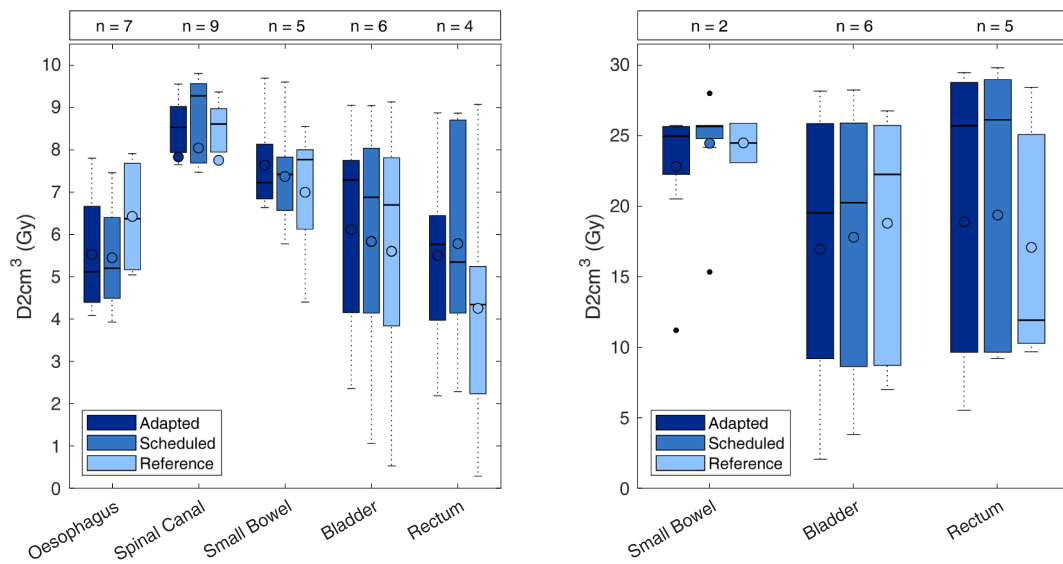 n = 7 n = 9 n = 5 n = 6 n = 4
10
9
8
7
6
5
4
3
2
1
0
D2cm³ (Gy)
Adapted
Scheduled
Reference
Oesophagus
Spinal Canal
Small Bowel
Bladder
Rectum
n = 2 n = 6 n = 5
30
25
20
15
10
5
0
D2cm³ (Gy)
Adapted
Scheduled
Reference
Small Bowel
Bladder
Rectum